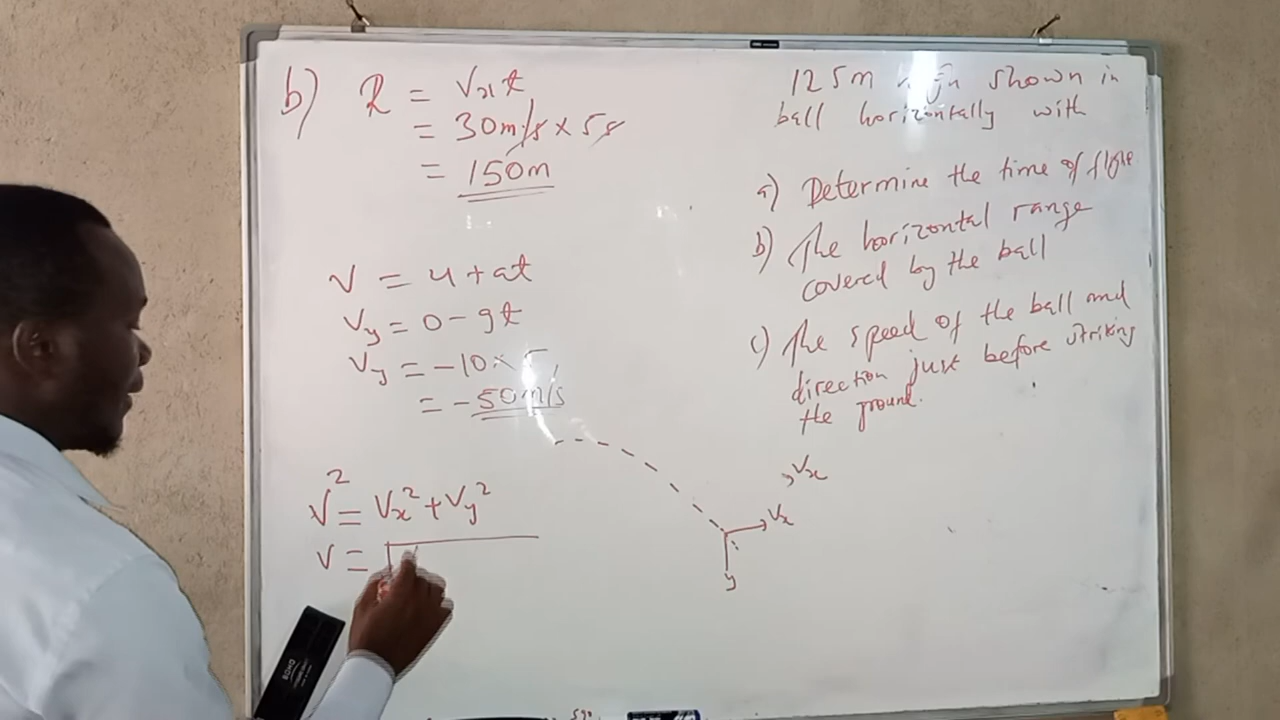 b) R = Vxt
= 30m/s × 5s
= 150m
V = u + at
Vy = 0 - gt
Vy = -10 × 5
= -50m/s
V² = Vx² + Vy²
V = √
125m shown in
ball horizontally with
a) Determine the time of flight
b) The horizontal range
covered by the ball
c) The speed of the ball and
direction just before striking
the ground.
Vx
Vx
y